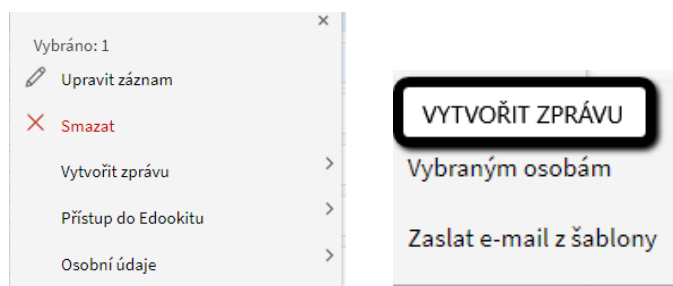 Vybráno: 1
Upravit záznam
Smazat
Vytvořit zprávu
Přístup do Edookitu
Osobní údaje
VYTVOŘIT ZPRÁVU
Vybraným osobám
Zaslat e-mail z šablony